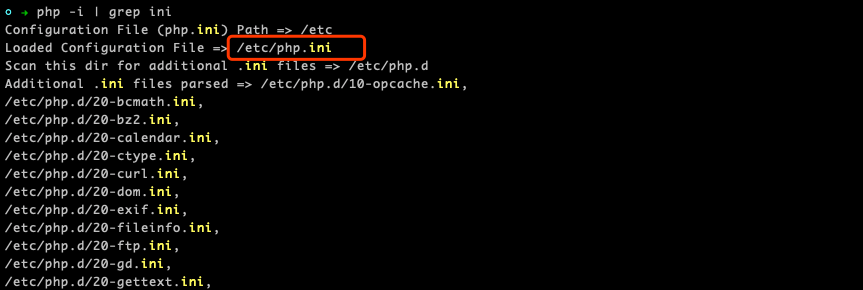 php -i | grep ini
Configuration File (php.ini) Path => /etc
Loaded Configuration File => /etc/php.ini
Scan this dir for additional .ini files => /etc/php.d
Additional .ini files parsed => /etc/php.d/10-opcache.ini,
/etc/php.d/20-bcmath.ini,
/etc/php.d/20-bz2.ini,
/etc/php.d/20-calendar.ini,
/etc/php.d/20-ctype.ini,
/etc/php.d/20-curl.ini,
/etc/php.d/20-dom.ini,
/etc/php.d/20-exif.ini,
/etc/php.d/20-fileinfo.ini,
/etc/php.d/20-ftp.ini,
/etc/php.d/20-gd.ini,
/etc/php.d/20-gettext.ini,